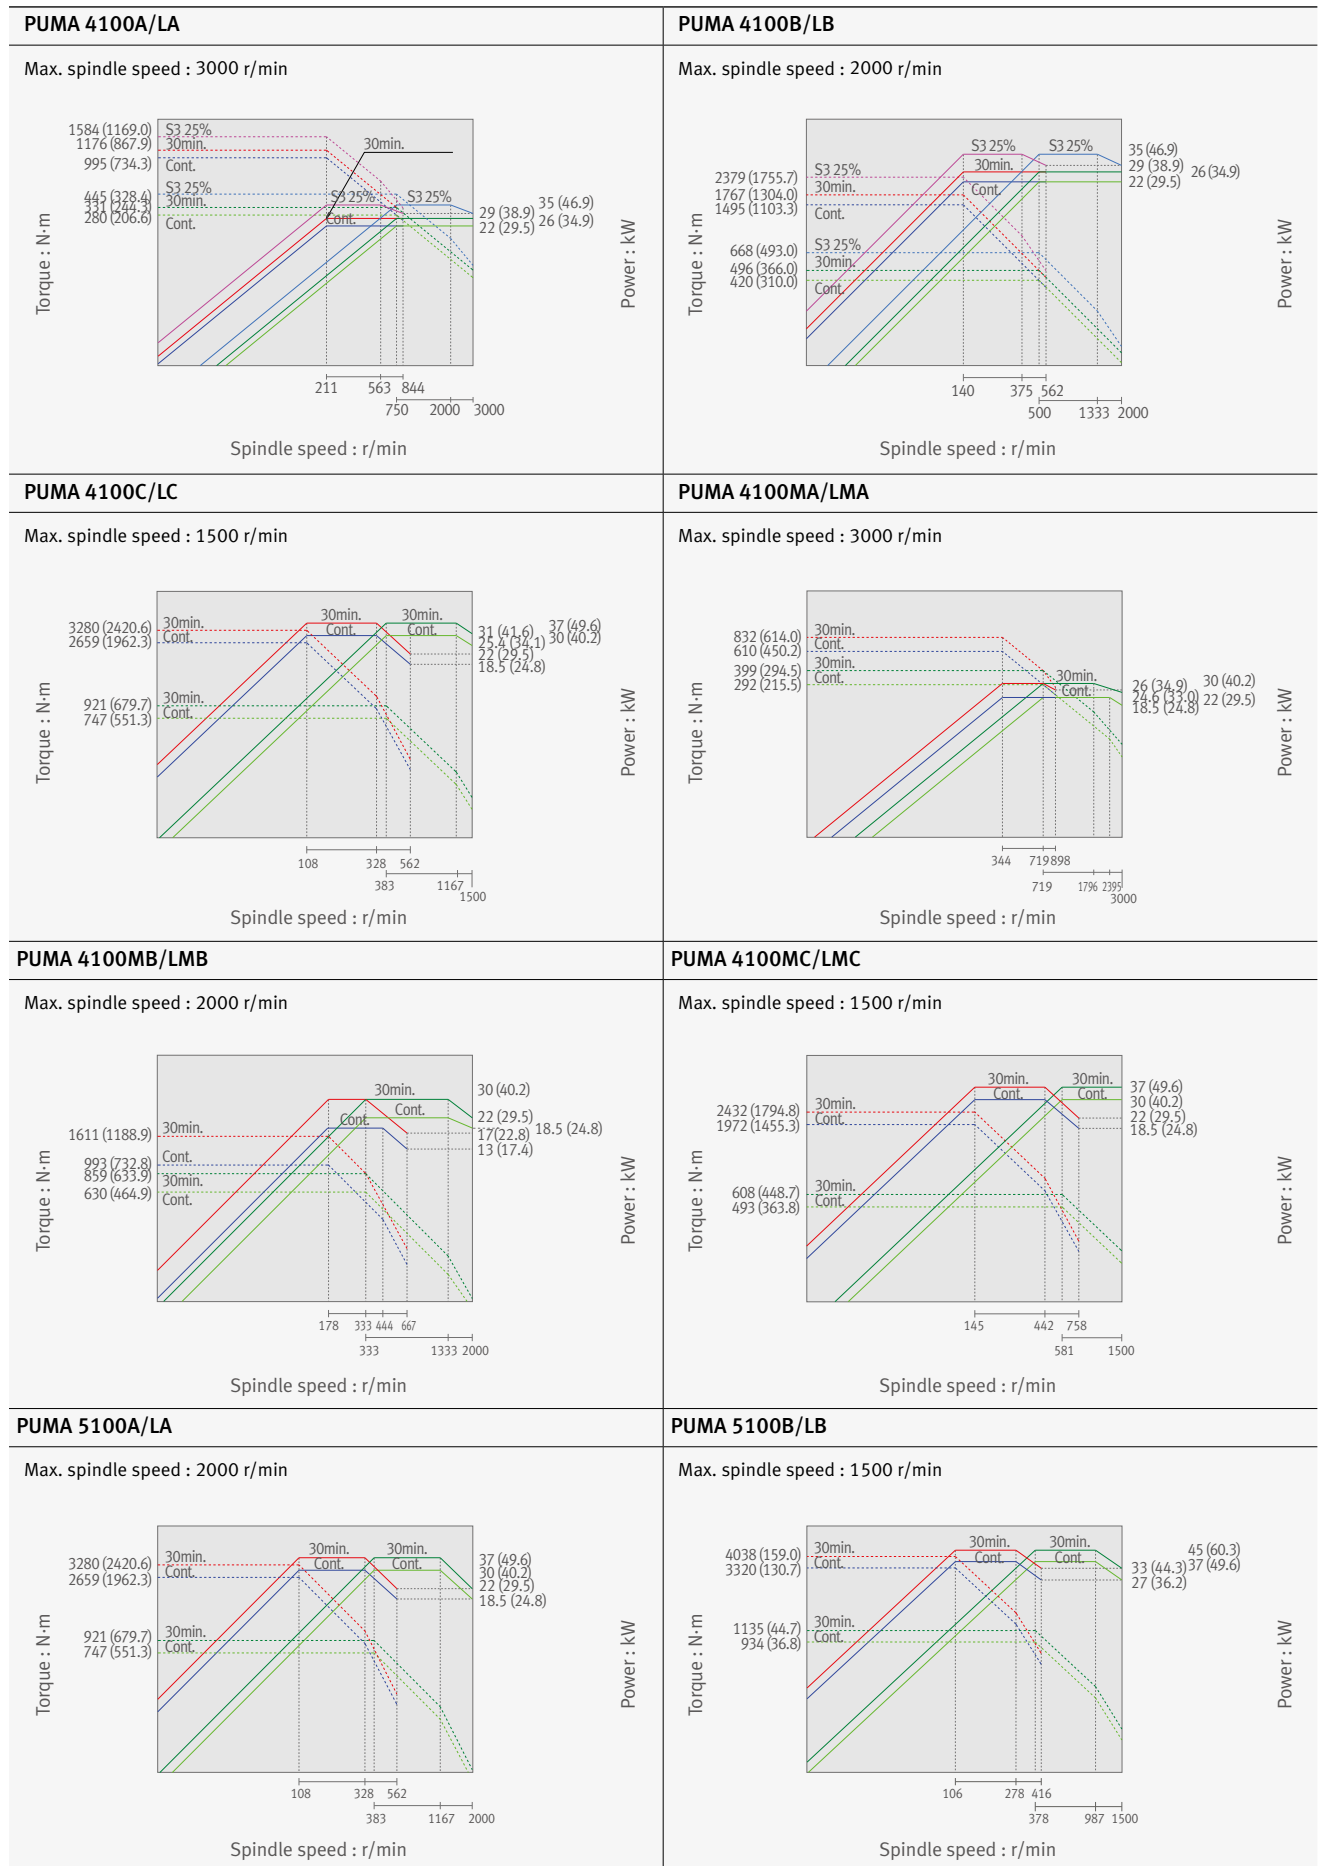 PUMA 4100A/LA
Max. spindle speed : 3000 r/min
1584 (1169.0)
1176 (867.9)
995 (734.3)
445 (328.4)
331 (244.3)
280 (206.6)
S3 25%
30min.
Cont.
S3 25%
30min.
Cont.
30min.
S3 25%
S3 25%
Cont.
35 (46.9)
29 (38.9)
26 (34.9)
22 (29.5)
Torque : N·m
Power : kW
211 563 844
750 2000 3000
Spindle speed : r/min
PUMA 4100B/LB
Max. spindle speed : 2000 r/min
2379 (1755.7)
1767 (1304.0)
1495 (1103.3)
668 (493.0)
496 (366.0)
420 (310.0)
S3 25%
30min.
Cont.
S3 25%
30min.
Cont.
S3 25%
S3 25%
30min.
Cont.
35 (46.9)
29 (38.9)
26 (34.9)
22 (29.5)
Torque : N·m
Power : kW
140 375 562
500 1333 2000
Spindle speed : r/min
PUMA 4100C/LC
Max. spindle speed : 1500 r/min
3280 (2420.6)
2659 (1962.3)
921 (679.7)
747 (551.3)
30min.
Cont.
30min.
Cont.
30min.
Cont.
30min.
Cont.
37 (49.6)
31 (41.6)
30 (40.2)
25.4 (34.1)
22 (29.5)
18.5 (24.8)
Torque : N·m
Power : kW
108 328 562
383 1167
1500
Spindle speed : r/min
PUMA 4100MA/LMA
Max. spindle speed : 3000 r/min
832 (614.0)
610 (450.2)
399 (294.5)
292 (215.5)
30min.
Cont.
30min.
Cont.
30min.
Cont.
30 (40.2)
26 (34.9)
24.6 (33.0)
22 (29.5)
18.5 (24.8)
Torque : N·m
Power : kW
344 719 898
719 1796 2395
3000
Spindle speed : r/min
PUMA 4100MB/LMB
Max. spindle speed : 2000 r/min
1611 (1188.9)
993 (732.8)
859 (633.9)
630 (464.9)
30min.
Cont.
30min.
Cont.
30min.
Cont.
Cont.
30 (40.2)
22 (29.5)
18.5 (24.8)
17 (22.8)
13 (17.4)
Torque : N·m
Power : kW
178 333 444 667
333 1333 2000
Spindle speed : r/min
PUMA 4100MC/LMC
Max. spindle speed : 1500 r/min
2432 (1794.8)
1972 (1455.3)
608 (448.7)
493 (363.8)
30min.
Cont.
30min.
Cont.
30min.
Cont.
30min.
Cont.
37 (49.6)
30 (40.2)
22 (29.5)
18.5 (24.8)
Torque : N·m
Power : kW
145 442 758
581 1500
Spindle speed : r/min
PUMA 5100A/LA
Max. spindle speed : 2000 r/min
3280 (2420.6)
2659 (1962.3)
921 (679.7)
747 (551.3)
30min.
Cont.
30min.
Cont.
30min.
Cont.
30min.
Cont.
37 (49.6)
30 (40.2)
22 (29.5)
18.5 (24.8)
Torque : N·m
Power : kW
108 328 562
383 1167 2000
Spindle speed : r/min
PUMA 5100B/LB
Max. spindle speed : 1500 r/min
4038 (159.0)
3320 (130.7)
1135 (44.7)
934 (36.8)
30min.
Cont.
30min.
Cont.
30min.
Cont.
30min.
Cont.
45 (60.3)
37 (49.6)
33 (44.3)
27 (36.2)
Torque : N·m
Power : kW
106 278 416
378 987 1500
Spindle speed : r/min